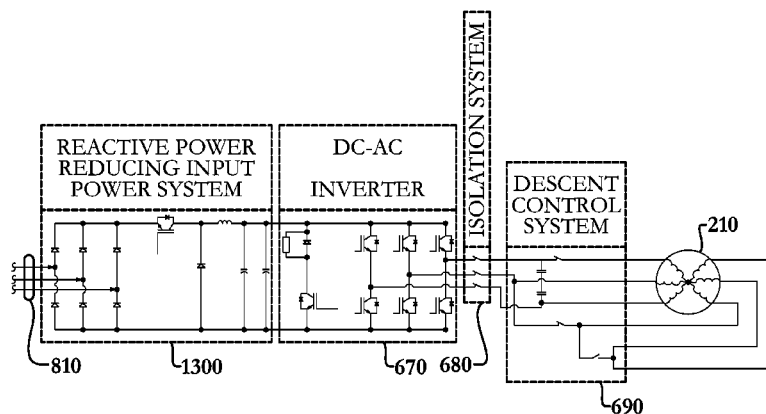 REACTIVE POWER
REDUCING INPUT
POWER SYSTEM
DC-AC
INVERTER
ISOLATION SYSTEM
DESCENT
CONTROL
SYSTEM
210
810
1300
670
680
690